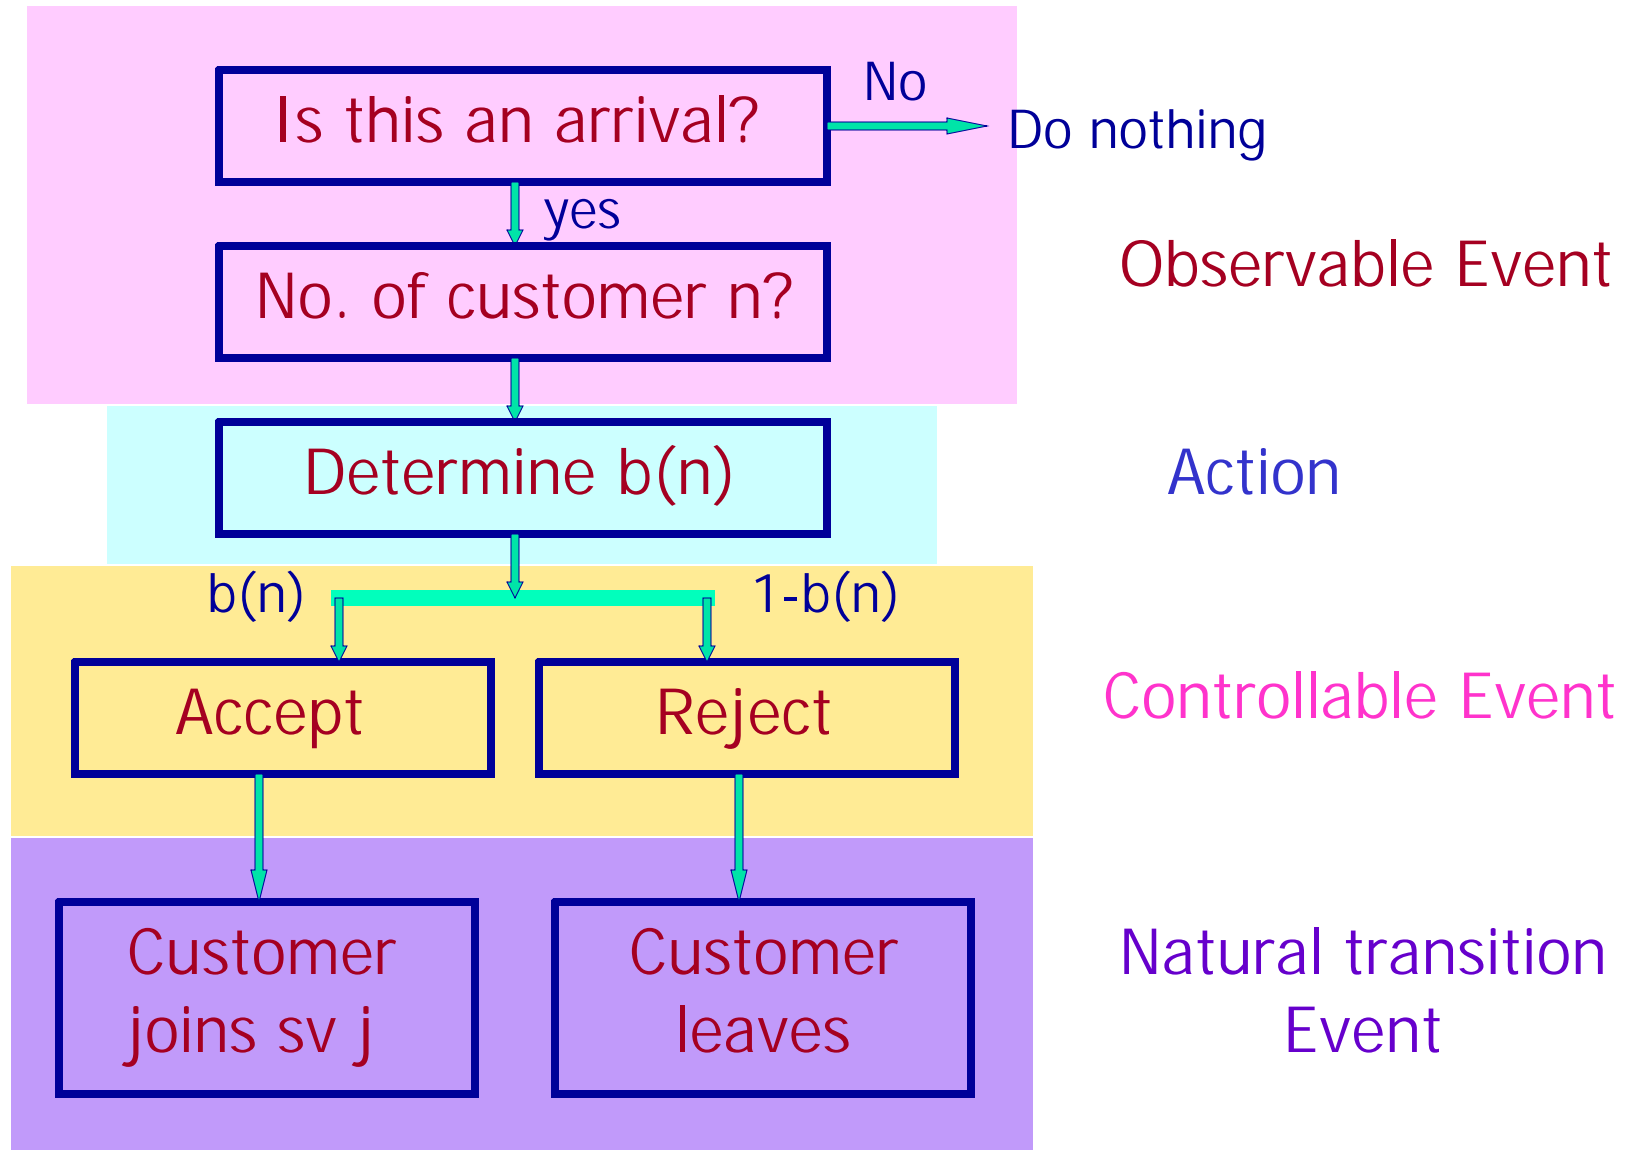 Is this an arrival?
No
Do nothing
yes
No. of customer n?
Observable Event
Determine b(n)
Action
b(n)
1-b(n)
Accept
Reject
Controllable Event
Customer
joins sv j
Customer
leaves
Natural transition
Event